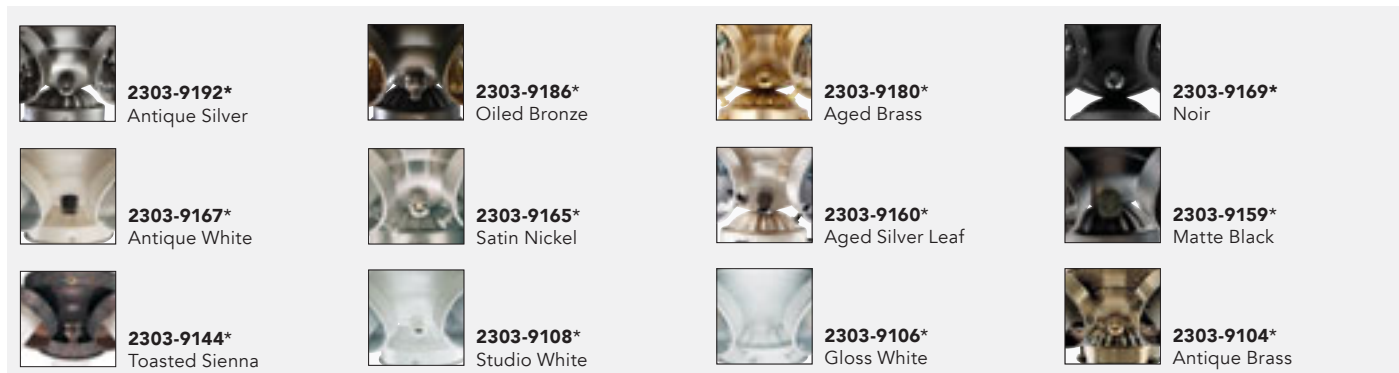 2303-9192*
Antique Silver
2303-9186*
Oiled Bronze
2303-9180*
Aged Brass
2303-9169*
Noir
2303-9167*
Antique White
2303-9165*
Satin Nickel
2303-9160*
Aged Silver Leaf
2303-9159*
Matte Black
2303-9144*
Toasted Sienna
2303-9108*
Studio White
2303-9106*
Gloss White
2303-9104*
Antique Brass